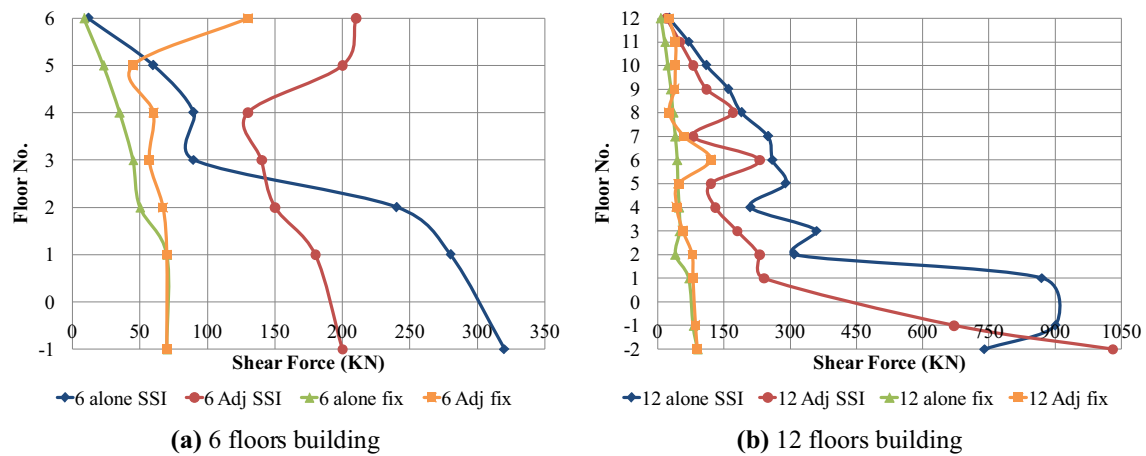 6
5
4
3
2
1
0
-1
Floor No.
0 50 100 150 200 250 300 350
Shear Force (KN)
6 alone SSI 6 Adj SSI 6 alone fix 6 Adj fix
(a) 6 floors building
12
11
10
9
8
7
6
5
4
3
2
1
0
-1
-2
Floor No.
0 150 300 450 600 750 900 1050
Shear Force (KN)
12 alone SSI 12 Adj SSI 12 alone fix 12 Adj fix
(b) 12 floors building